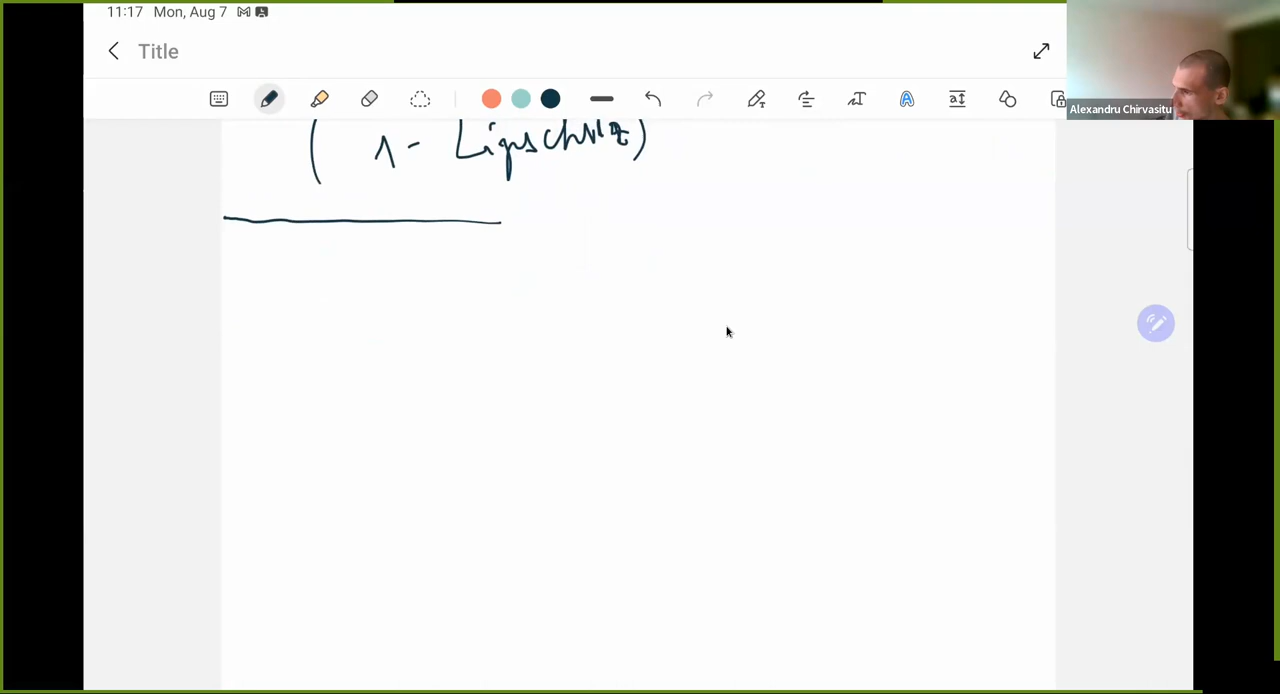 11:17 Mon, Aug 7
Title
Alexandru Chirvasitu
( 1 - Lipschitz)